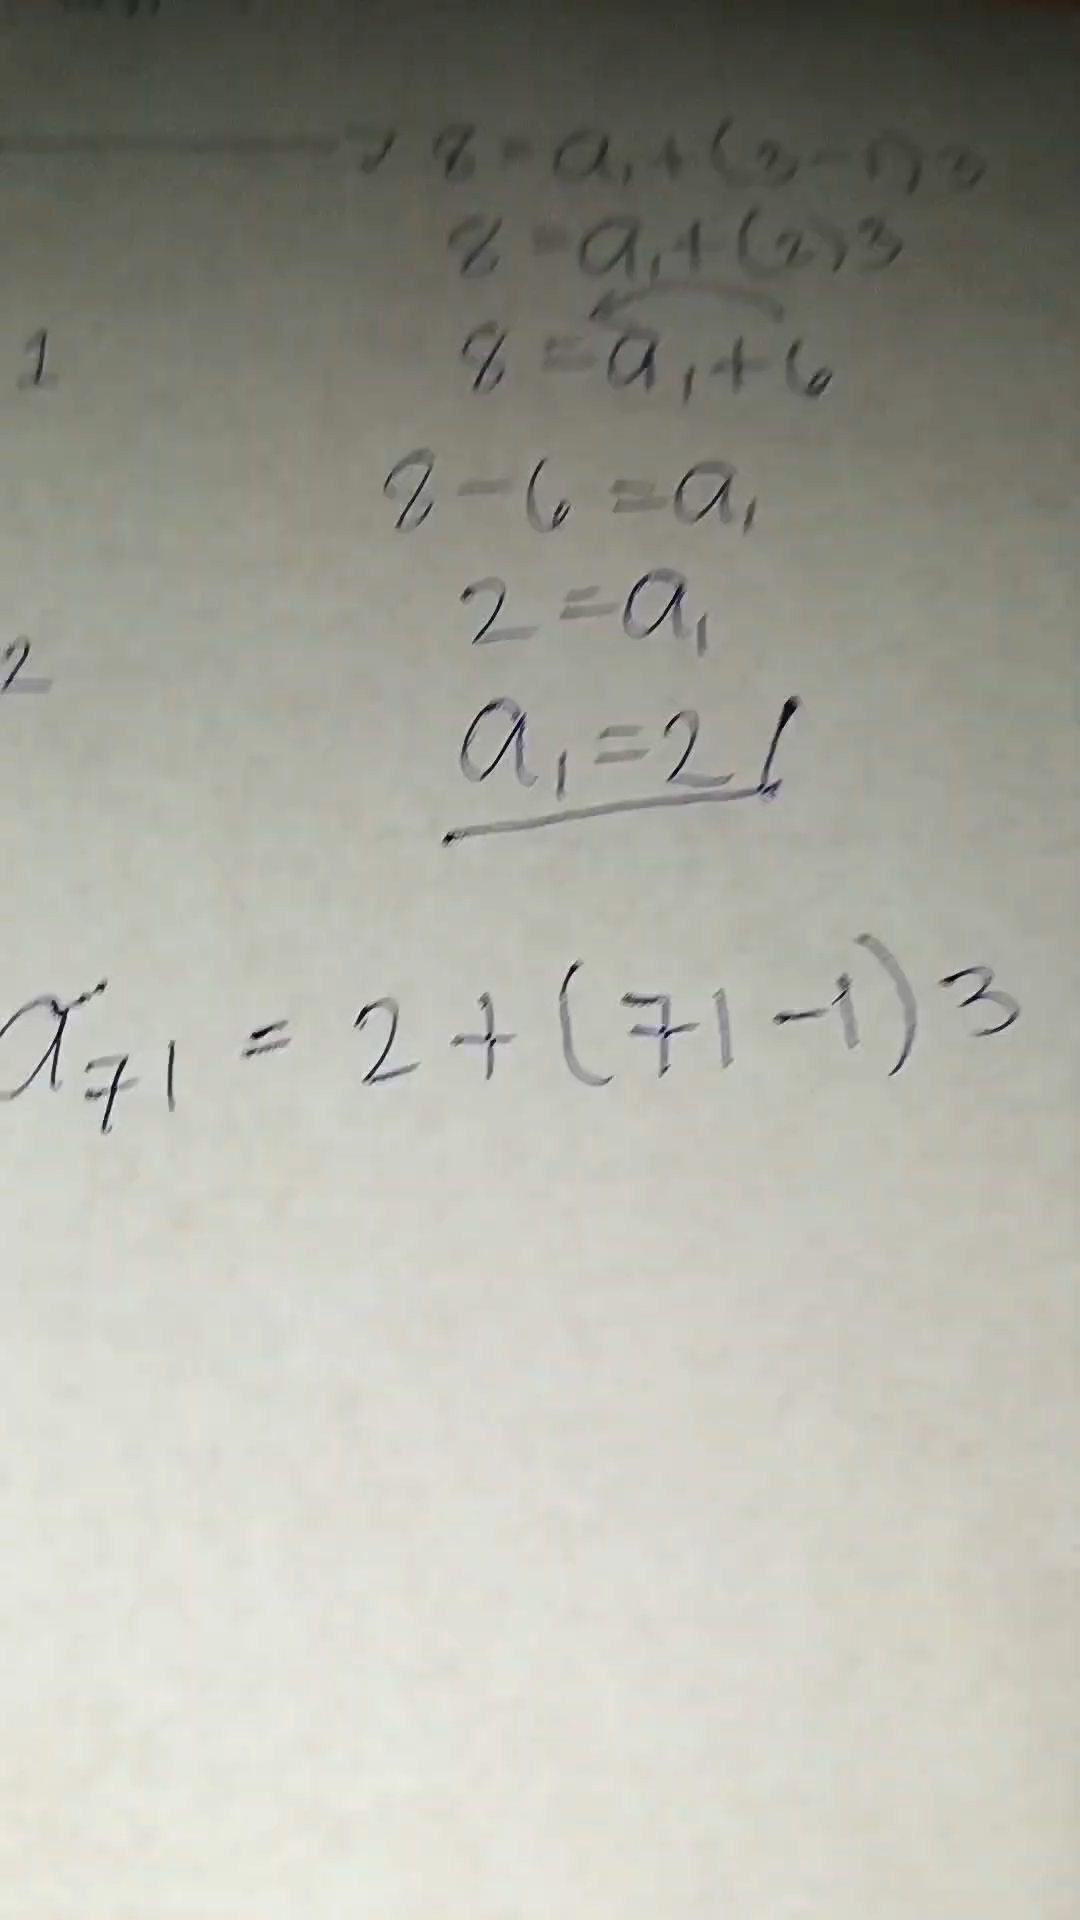 8 = a₁ + (3 - 1) 3
8 = a₁ + (2) 3
1
8 = a₁ + 6
8 - 6 = a₁
2 = a₁
2
a₁ = 2
a₇₁ = 2 + (71 - 1) 3